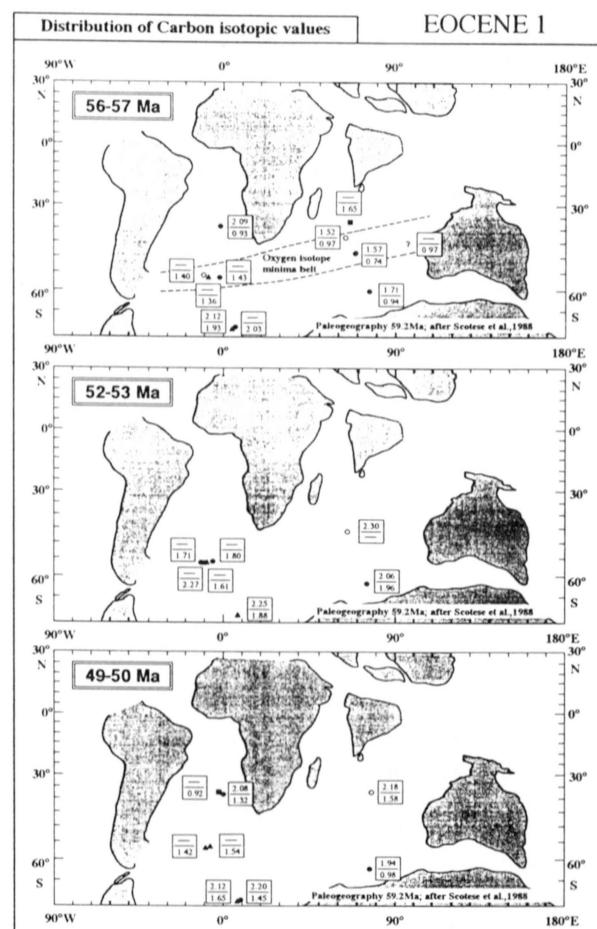 Distribution of Carbon isotopic values
EOCENE 1
90°W 0° 90° 180°E
30° 30°
N N
56-57 Ma
0° 0°
1.65
2.09
0.93
1.52
0.97
30° 30°
1.57
0.74
? 0.97
Oxygen isotope
minima belt
1.40
1.43
1.36
1.71
0.94
60° 60°
S S
2.12
1.93
2.03
Paleogeography 59.2Ma; after Scotese et al.,1988
90°W 0° 90° 180°E
30° 30°
N N
52-53 Ma
0° 0°
30° 30°
2.30
1.71
1.80
2.27
1.61
2.06
1.96
60° 60°
S S
2.25
1.88
Paleogeography 59.2Ma; after Scotese et al.,1988
90°W 0° 90° 180°E
30° 30°
N N
49-50 Ma
0° 0°
30° 30°
0.92
2.08
1.32
2.18
1.58
1.42
1.54
1.94
0.98
60° 60°
S S
2.12
1.65
2.20
1.45
Paleogeography 59.2Ma; after Scotese et al.,1988
90°W 0° 90° 180°E